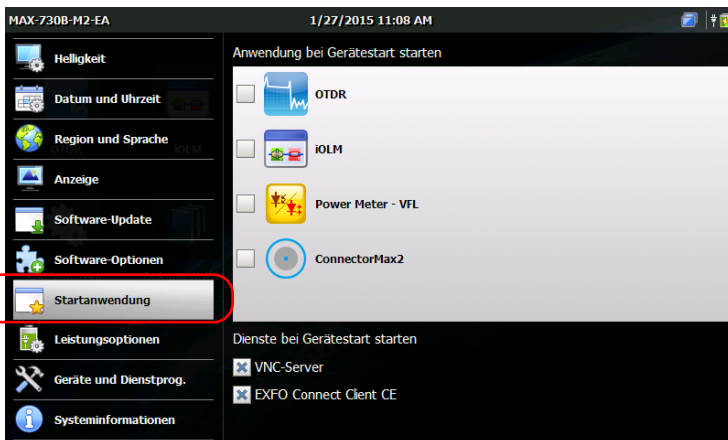 MAX-730B-M2-EA
1/27/2015 11:08 AM
Helligkeit
Datum und Uhrzeit
Region und Sprache
Anzeige
Software-Update
Software-Optionen
Startanwendung
Leistungsoptionen
Geräte und Dienstprog.
Systeminformationen
Anwendung bei Gerätestart starten
OTDR
iOLM
Power Meter - VFL
ConnectorMax2
Dienste bei Gerätestart starten
VNC-Server
EXFO Connect Client CE